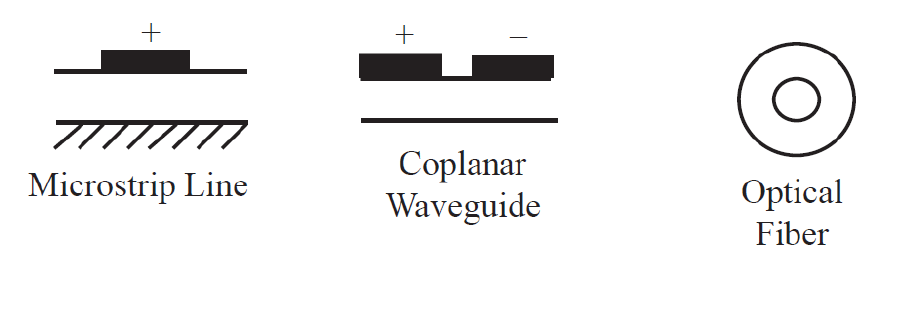 +
+ −
Microstrip Line
Coplanar
Waveguide
Optical
Fiber